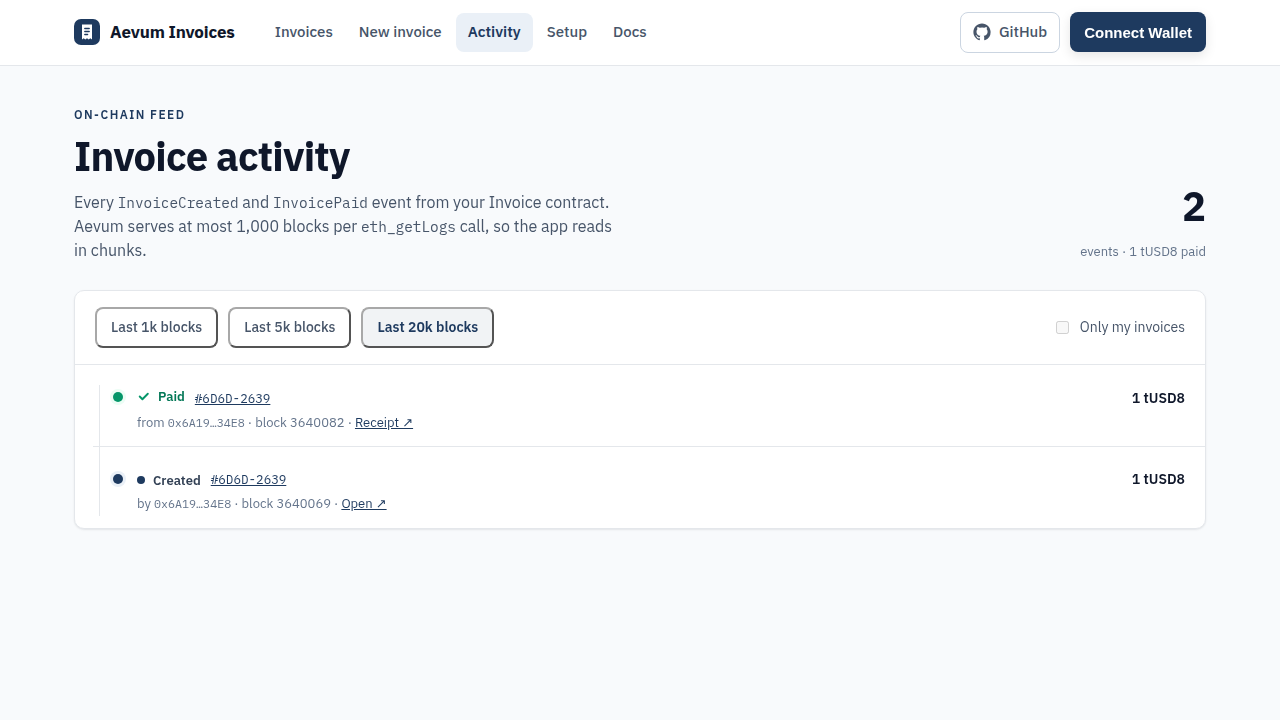 Aevum Invoices
Invoices
New invoice
Activity
Setup
Docs
GitHub
Connect Wallet
ON-CHAIN FEED
Invoice activity
Every InvoiceCreated and InvoicePaid event from your Invoice contract.
Aevum serves at most 1,000 blocks per eth_getLogs call, so the app reads
in chunks.
2
events · 1 tUSD8 paid
Last 1k blocks
Last 5k blocks
Last 20k blocks
Only my invoices
Paid #6D6D-2639
1 tUSD8
from 0x6A19…34E8 · block 3640082 · Receipt ↗
Created #6D6D-2639
1 tUSD8
by 0x6A19…34E8 · block 3640069 · Open ↗